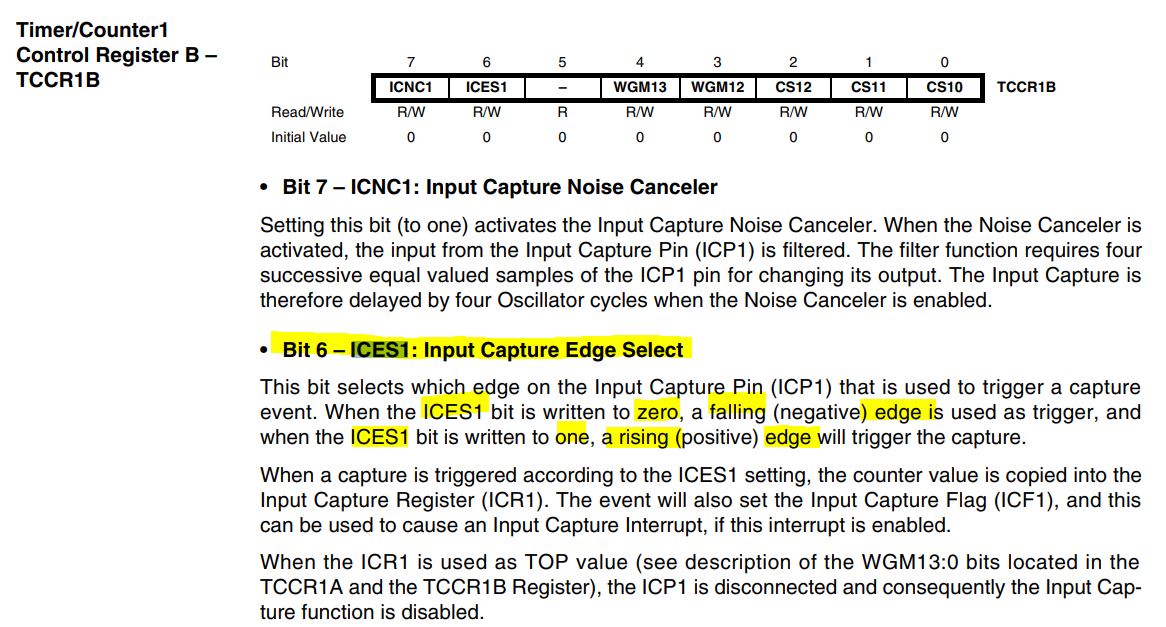 Timer/Counter1
Control Register B –
TCCR1B
Bit 7 6 5 4 3 2 1 0
ICNC1 ICES1 – WGM13 WGM12 CS12 CS11 CS10 TCCR1B
Read/Write R/W R/W R R/W R/W R/W R/W R/W
Initial Value 0 0 0 0 0 0 0 0
• Bit 7 – ICNC1: Input Capture Noise Canceler
Setting this bit (to one) activates the Input Capture Noise Canceler. When the Noise Canceler is
activated, the input from the Input Capture Pin (ICP1) is filtered. The filter function requires four
successive equal valued samples of the ICP1 pin for changing its output. The Input Capture is
therefore delayed by four Oscillator cycles when the Noise Canceler is enabled.
• Bit 6 – ICES1: Input Capture Edge Select
This bit selects which edge on the Input Capture Pin (ICP1) that is used to trigger a capture
event. When the ICES1 bit is written to zero, a falling (negative) edge is used as trigger, and
when the ICES1 bit is written to one, a rising (positive) edge will trigger the capture.
When a capture is triggered according to the ICES1 setting, the counter value is copied into the
Input Capture Register (ICR1). The event will also set the Input Capture Flag (ICF1), and this
can be used to cause an Input Capture Interrupt, if this interrupt is enabled.
When the ICR1 is used as TOP value (see description of the WGM13:0 bits located in the
TCCR1A and the TCCR1B Register), the ICP1 is disconnected and consequently the Input Cap-
ture function is disabled.